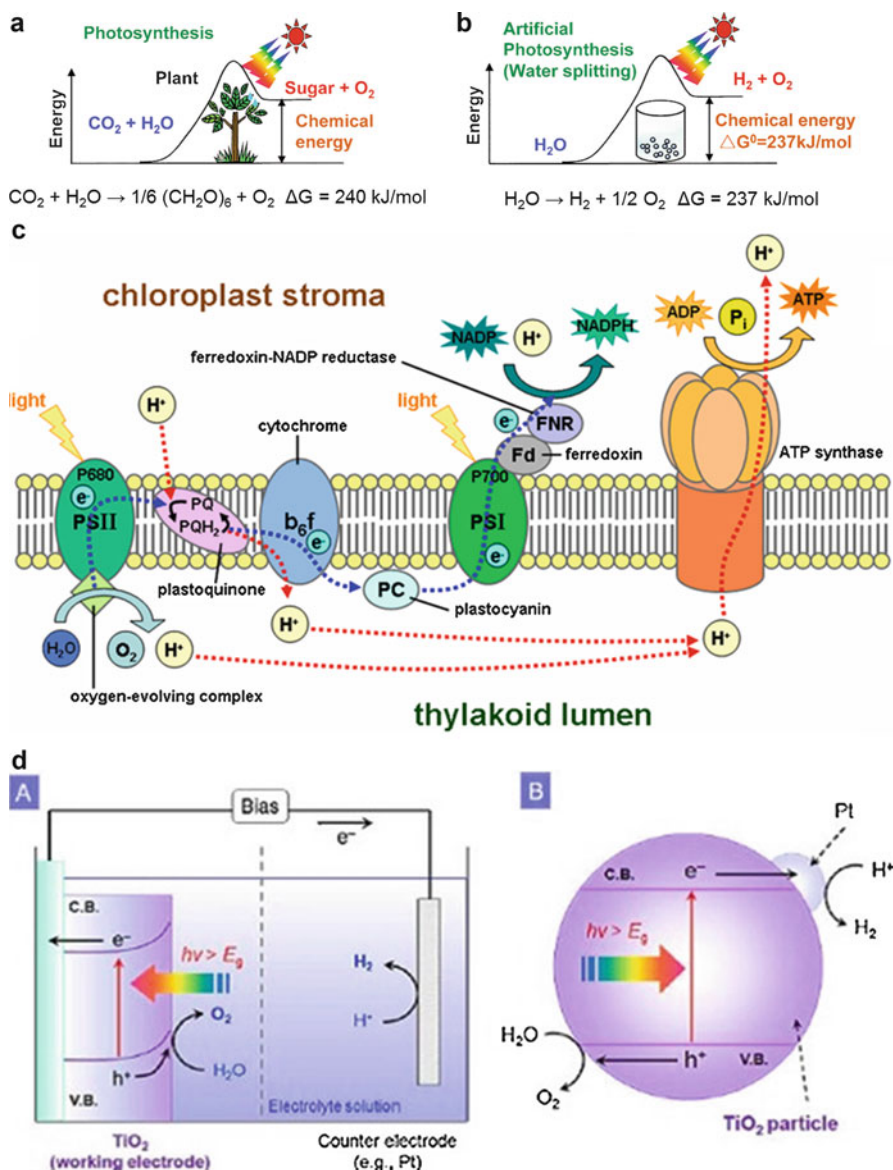 a
Photosynthesis
Plant
Sugar + O₂
Energy
CO₂ + H₂O
Chemical
energy
CO₂ + H₂O → 1/6 (CH₂O)₆ + O₂ ΔG = 240 kJ/mol
b
Artificial
Photosynthesis
(Water splitting)
H₂ + O₂
Energy
H₂O
Chemical energy
△G⁰=237kJ/mol
H₂O → H₂ + 1/2 O₂ ΔG = 237 kJ/mol
c
chloroplast stroma
H⁺
ADP
Pᵢ
ATP
NADP
H⁺
NADPH
ferredoxin-NADP reductase
light
H⁺
cytochrome
light
e⁻
FNR
Fd
ferredoxin
ATP synthase
P680
e⁻
PSII
PQ
PQH₂
b₆f
e⁻
P700
PSI
e⁻
plastoquinone
PC
plastocyanin
H⁺
H⁺
H₂O
O₂
H⁺
oxygen-evolving complex
thylakoid lumen
d
A
Bias
e⁻
C.B.
e⁻
hν > Eg
O₂
H₂O
h⁺
V.B.
H₂
H⁺
Electrolyte solution
TiO₂
(working electrode)
Counter electrode
(e.g., Pt)
B
Pt
C.B.
e⁻
H⁺
H₂
hν > Eg
H₂O
O₂
h⁺
V.B.
TiO₂ particle